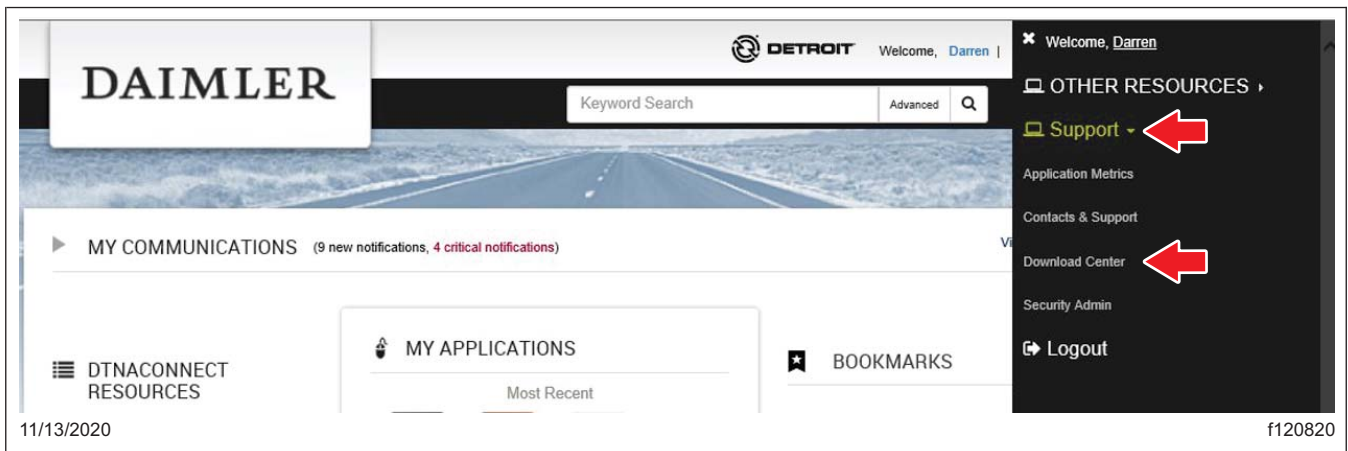 DAIMLER
DETROIT
Welcome, Darren |
Keyword Search
Advanced
MY COMMUNICATIONS (9 new notifications, 4 critical notifications)
DTNACONNECT
RESOURCES
MY APPLICATIONS
Most Recent
BOOKMARKS
Welcome, Darren
OTHER RESOURCES
Support
Application Metrics
Contacts & Support
Download Center
Security Admin
Logout
11/13/2020
f120820